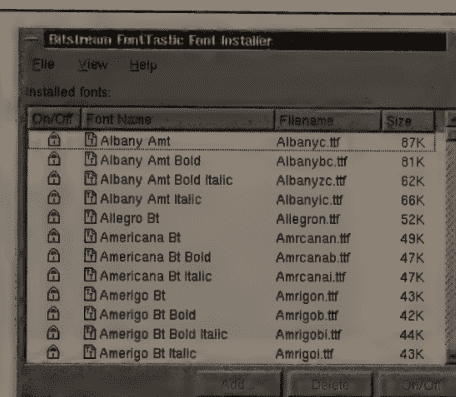 Bitstream FontTastic Font Installer
File View Help
Installed fonts:
On/Off Font Name Filename Size
Albany Amt Albanyc.ttf 87K
Albany Amt Bold Albanybc.ttf 81K
Albany Amt Bold Italic Albanyzc.ttf 62K
Albany Amt Italic Albanyic.ttf 66K
Allegro Bt Allegron.ttf 52K
Americana Bt Amrcanan.ttf 49K
Americana Bt Bold Amrcanab.ttf 47K
Americana Bt Italic Amrcanai.ttf 47K
Amerigo Bt Amrigon.ttf 43K
Amerigo Bt Bold Amrigob.ttf 42K
Amerigo Bt Bold Italic Amrigobi.ttf 44K
Amerigo Bt Italic Amrigoi.ttf 43K
Add... Delete On/Off